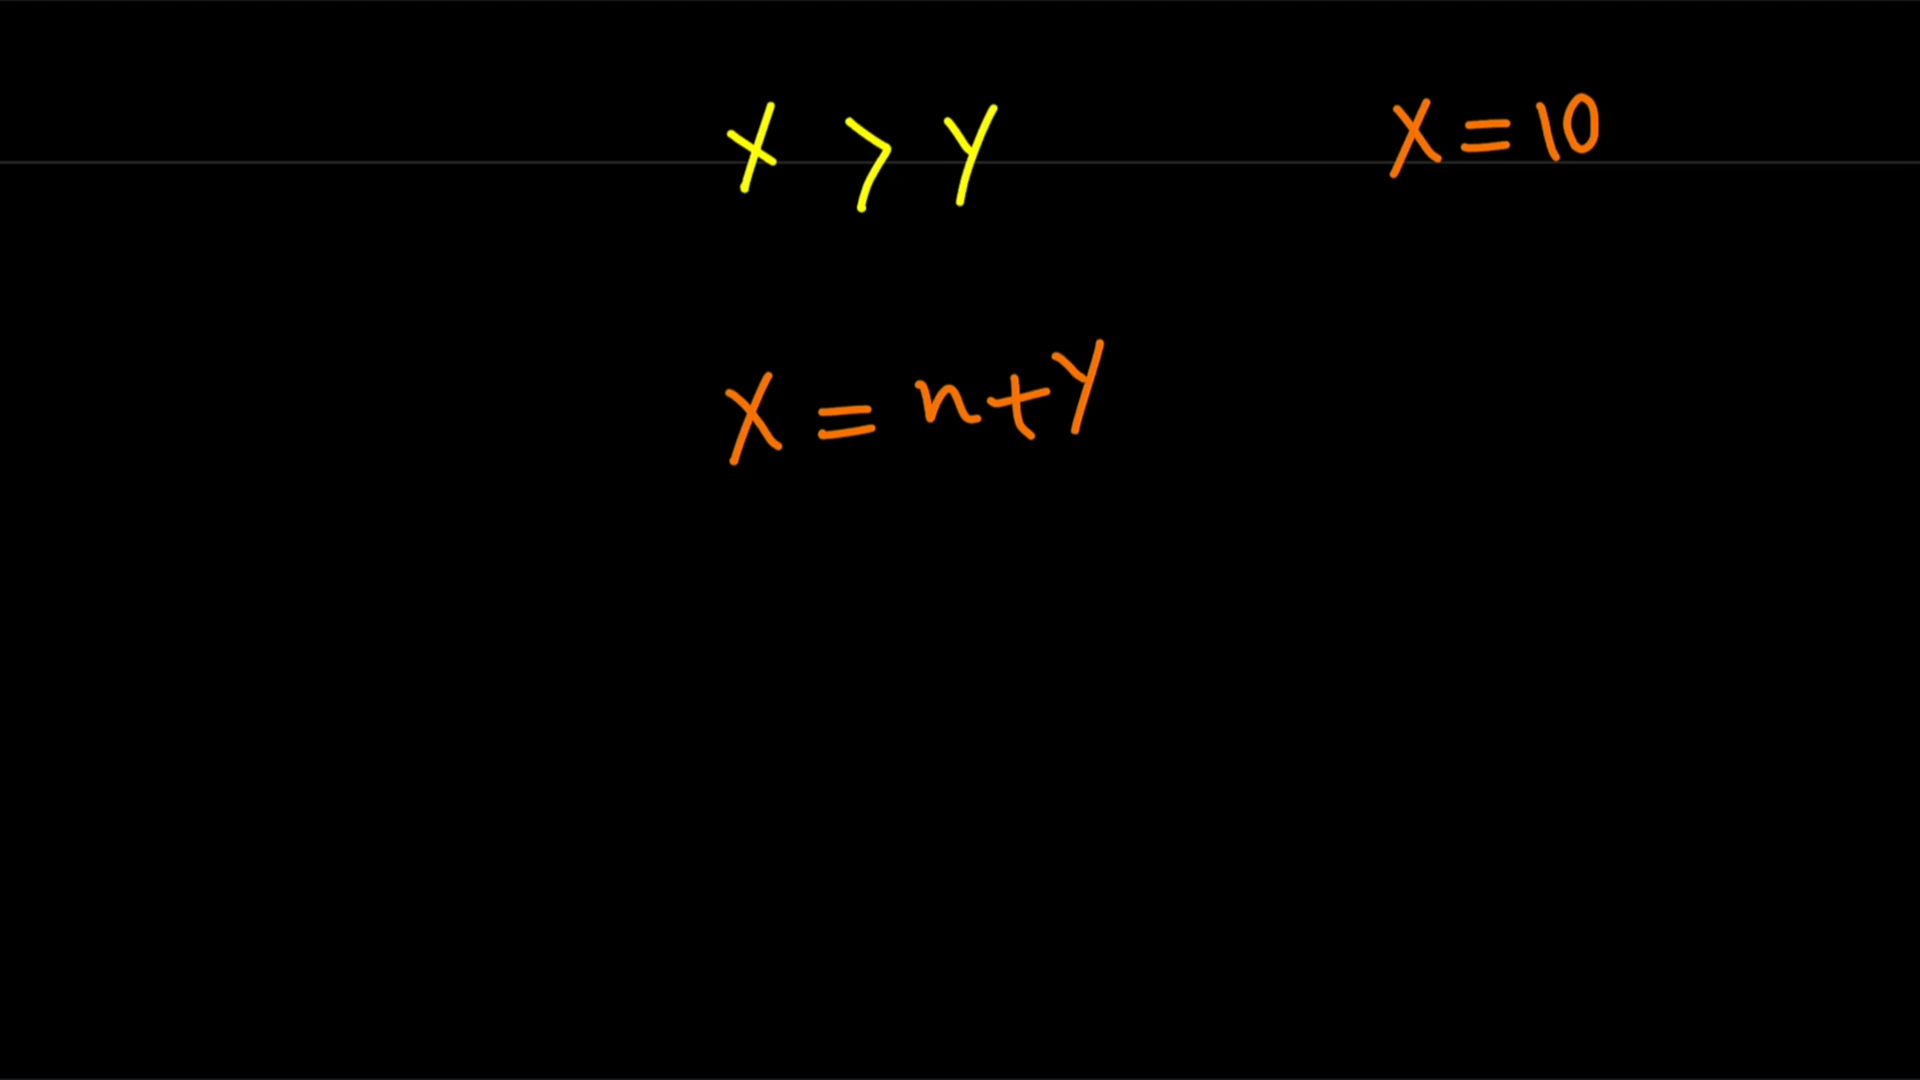 x > y
x = 10
x = n+y